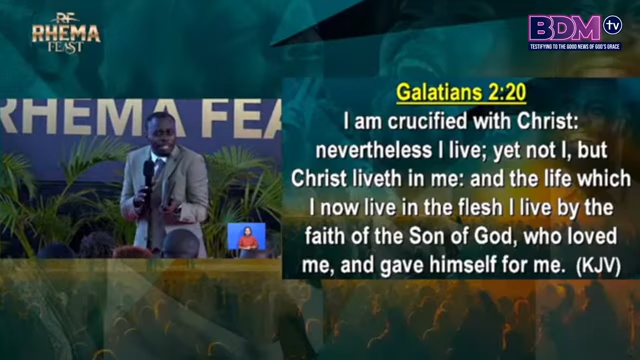 RF
RHEMA
FEAST
BDM tv
TESTIFYING TO THE GOOD NEWS OF GOD'S GRACE
RHEMA FEA
Galatians 2:20
I am crucified with Christ:
nevertheless I live; yet not I, but
Christ liveth in me: and the life which
I now live in the flesh I live by the
faith of the Son of God, who loved
me, and gave himself for me. (KJV)